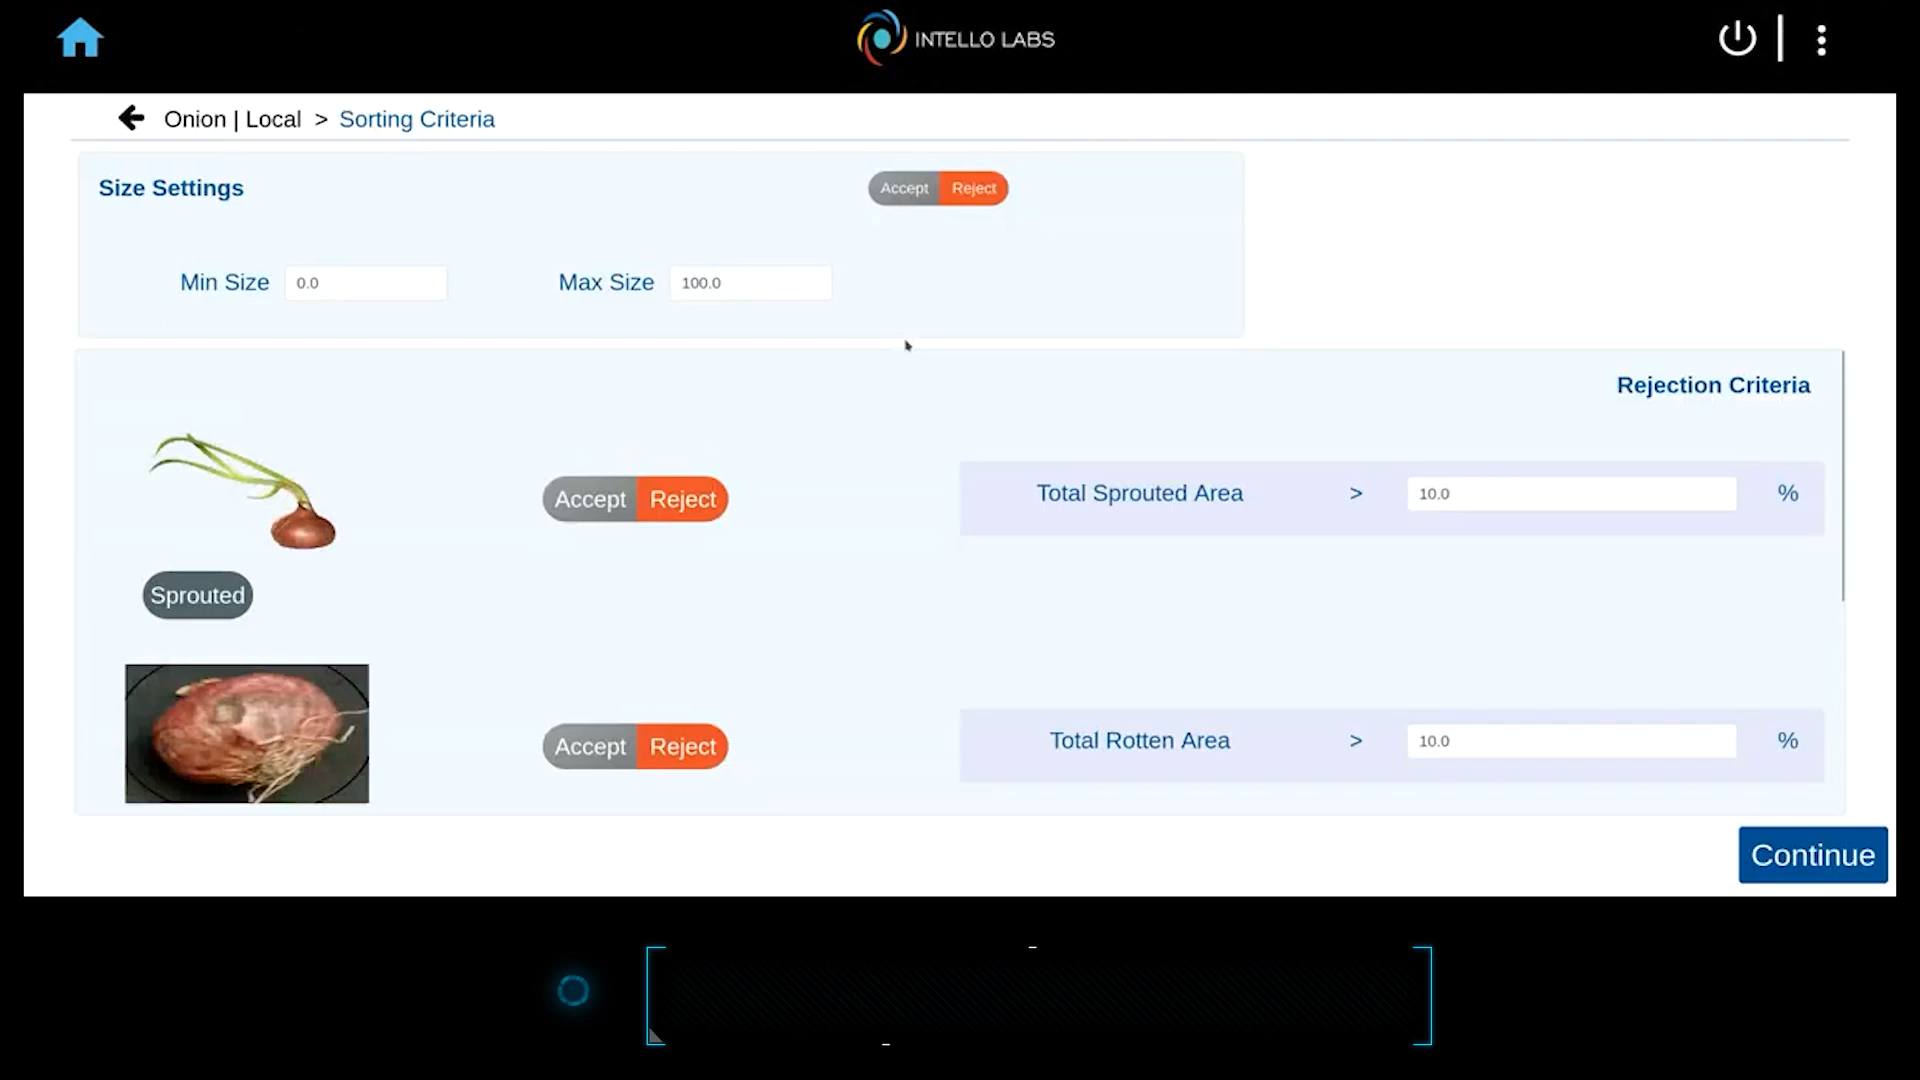 INTELLO LABS
Onion | Local > Sorting Criteria
Size Settings
Accept Reject
Min Size 0.0 Max Size 100.0
Rejection Criteria
Accept Reject
Total Sprouted Area > 10.0 %
Sprouted
Accept Reject
Total Rotten Area > 10.0 %
Continue